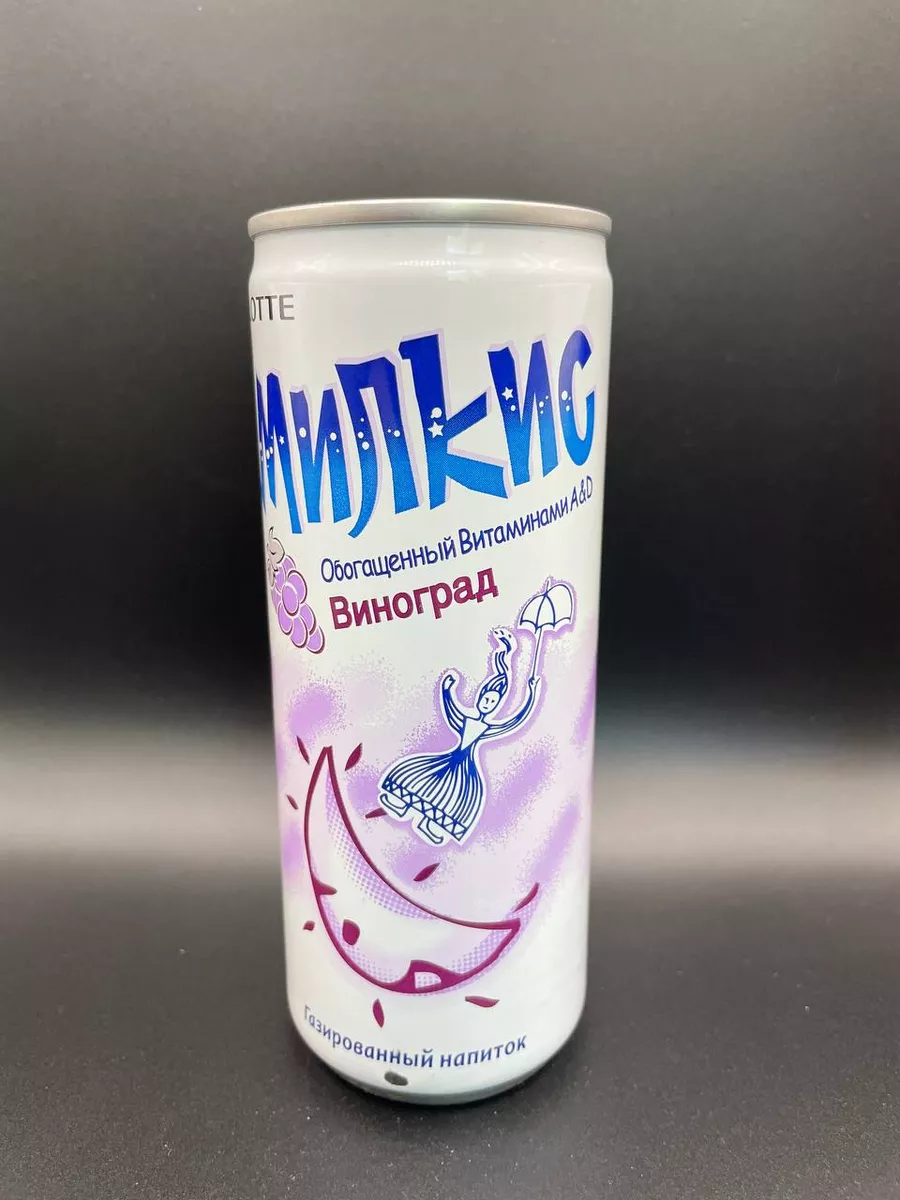 OTTE
Милкис
Обогащенный Витаминами A&D
Виноград
Газированный напиток